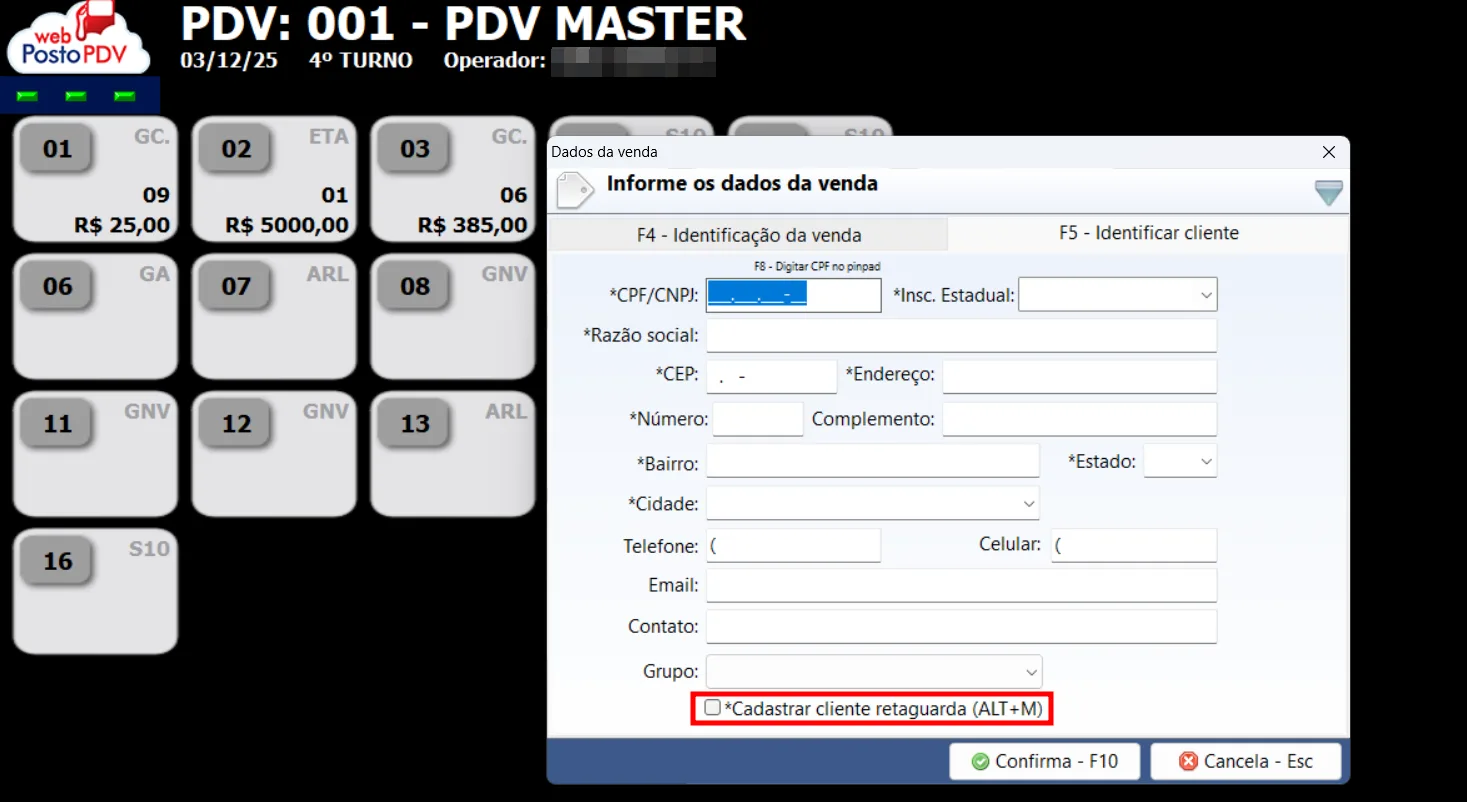 web
PostoPDV
PDV: 001 - PDV MASTER
03/12/25 4º TURNO Operador:
01 GC.
09
R$ 25,00
02 ETA
01
R$ 5000,00
03 GC.
06
R$ 385,00
S10
S10
06 GA
07 ARL
08 GNV
11 GNV
12 GNV
13 ARL
16 S10
Dados da venda
Informe os dados da venda
F4 - Identificação da venda
F5 - Identificar cliente
F8 - Digitar CPF no pinpad
*CPF/CNPJ: __.__.__-__ *Insc. Estadual:
*Razão social:
*CEP: . - *Endereço:
*Número: Complemento:
*Bairro: *Estado:
*Cidade:
Telefone: ( Celular: (
Email:
Contato:
Grupo:
*Cadastrar cliente retaguarda (ALT+M)
Confirma - F10
Cancela - Esc